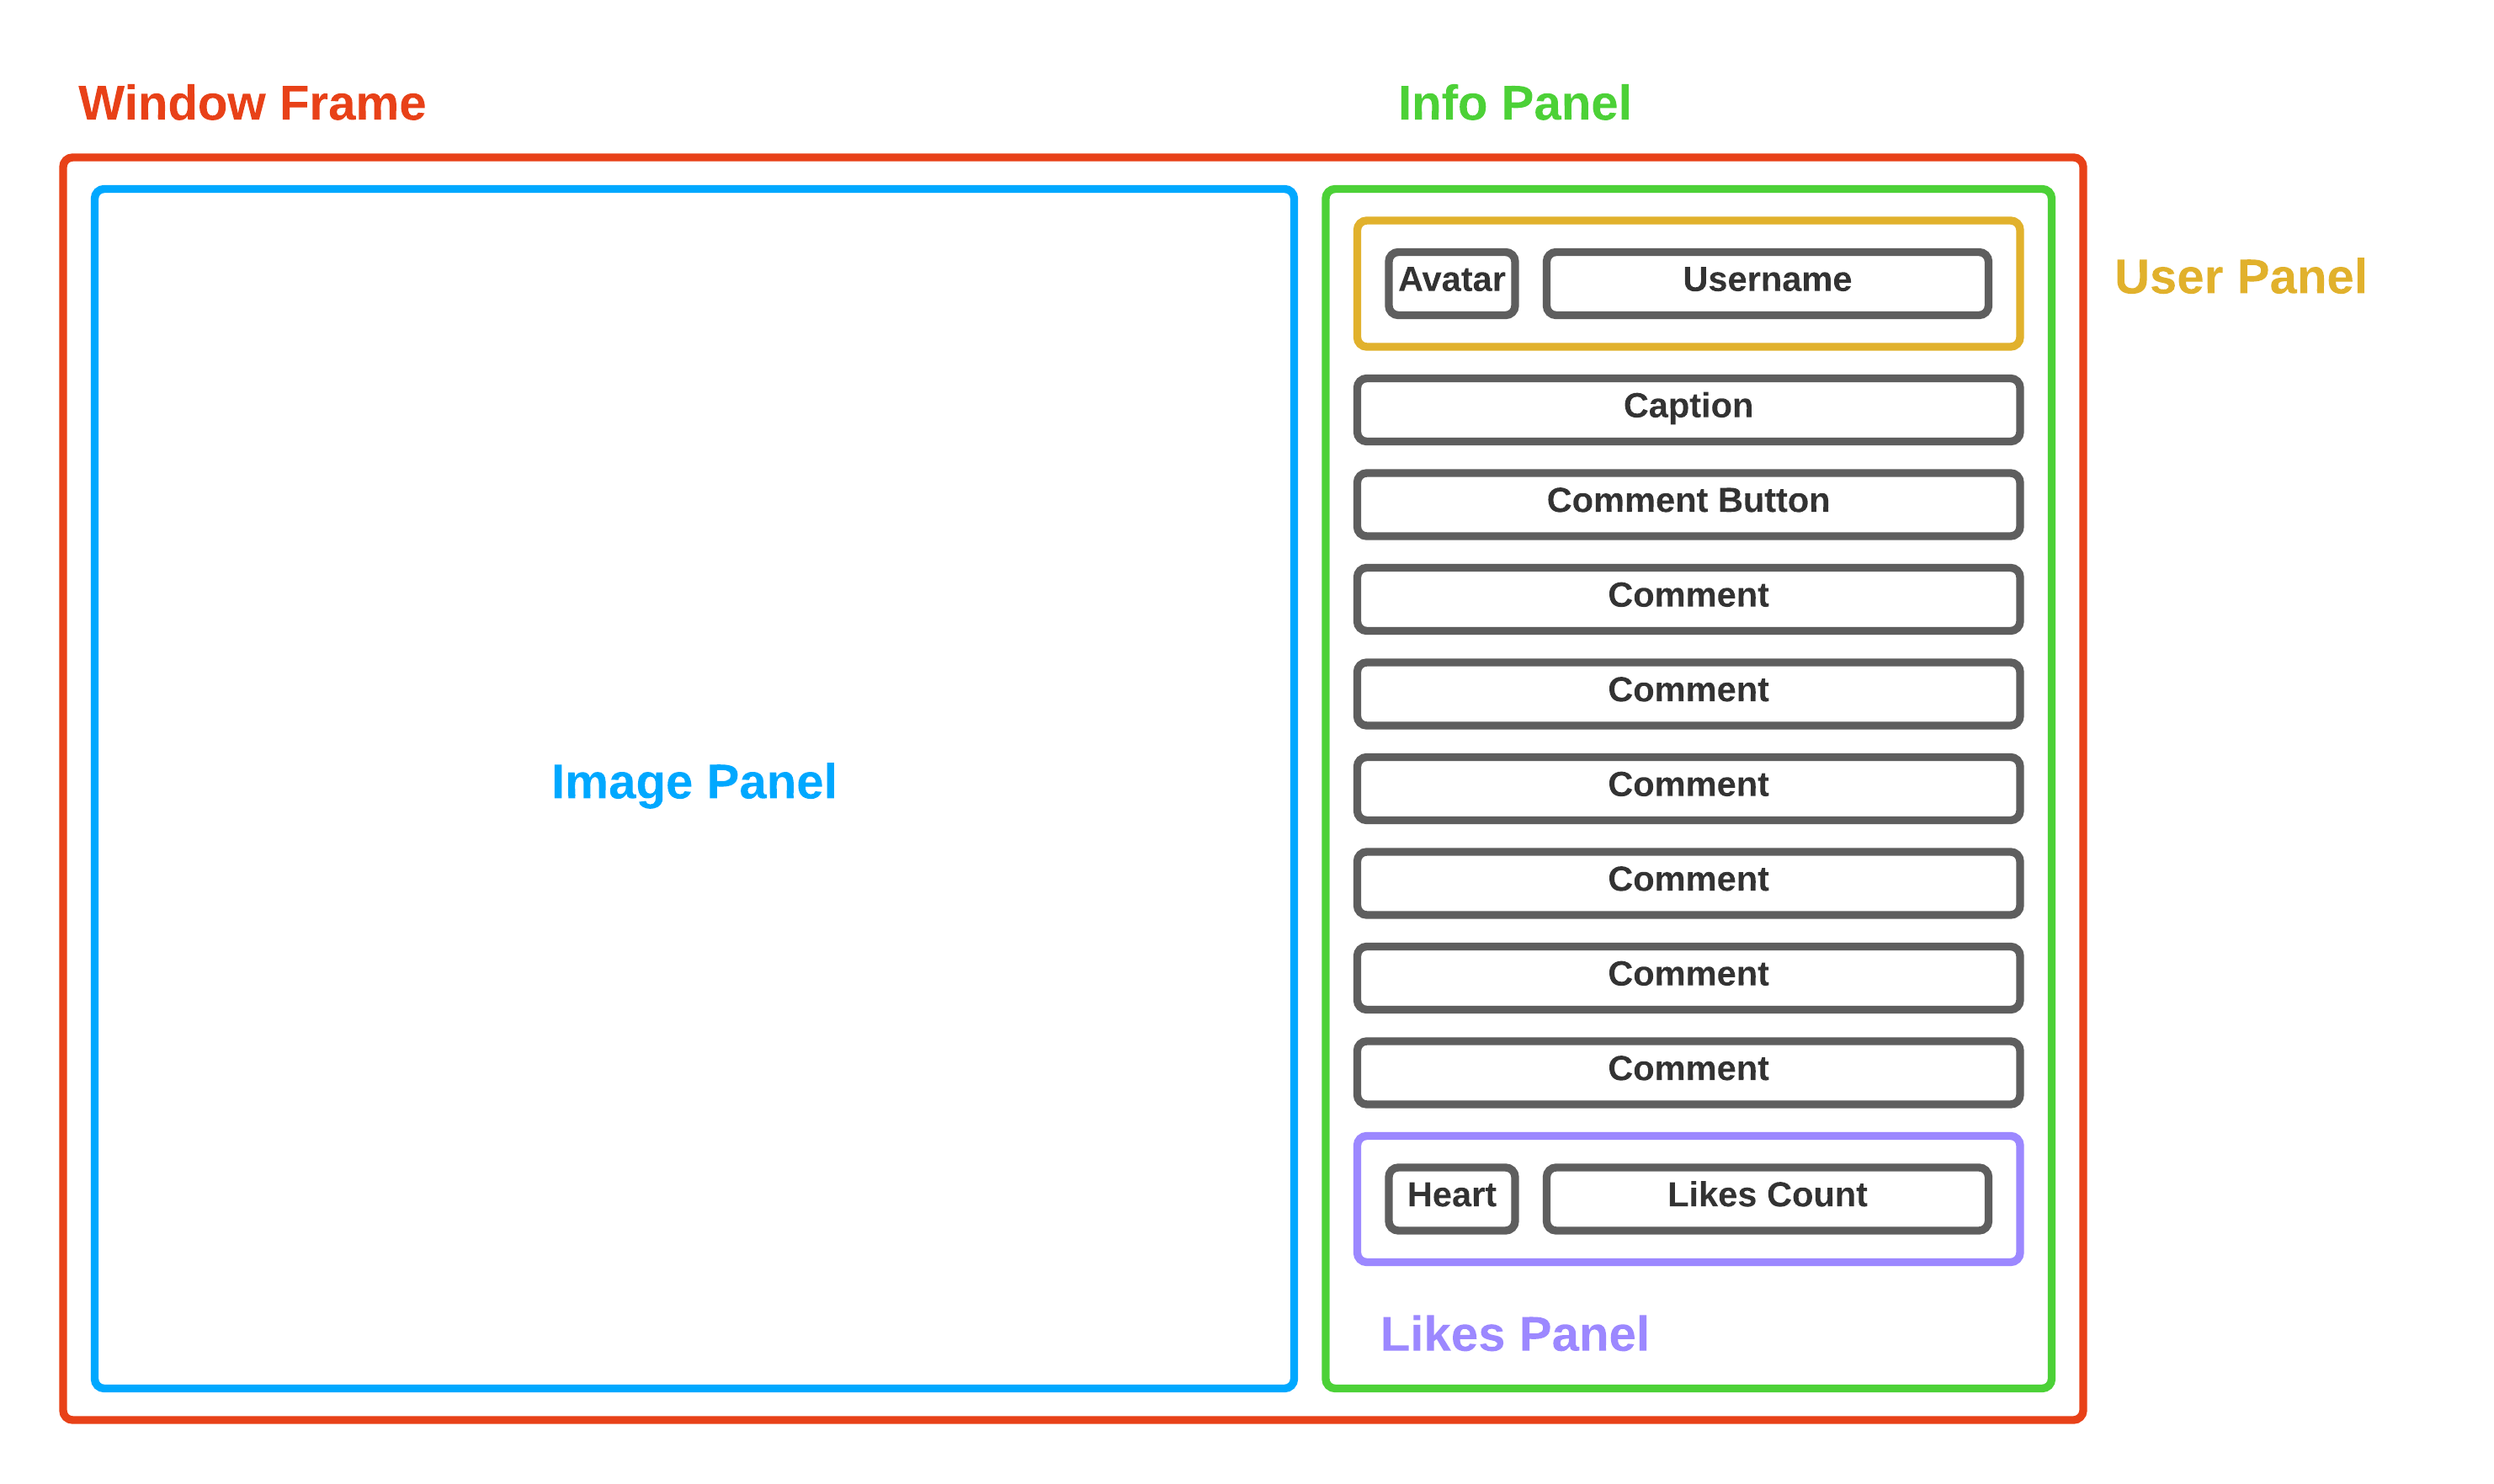 Window Frame
Info Panel
Avatar
Username
User Panel
Caption
Comment Button
Comment
Comment
Image Panel
Comment
Comment
Comment
Comment
Heart
Likes Count
Likes Panel